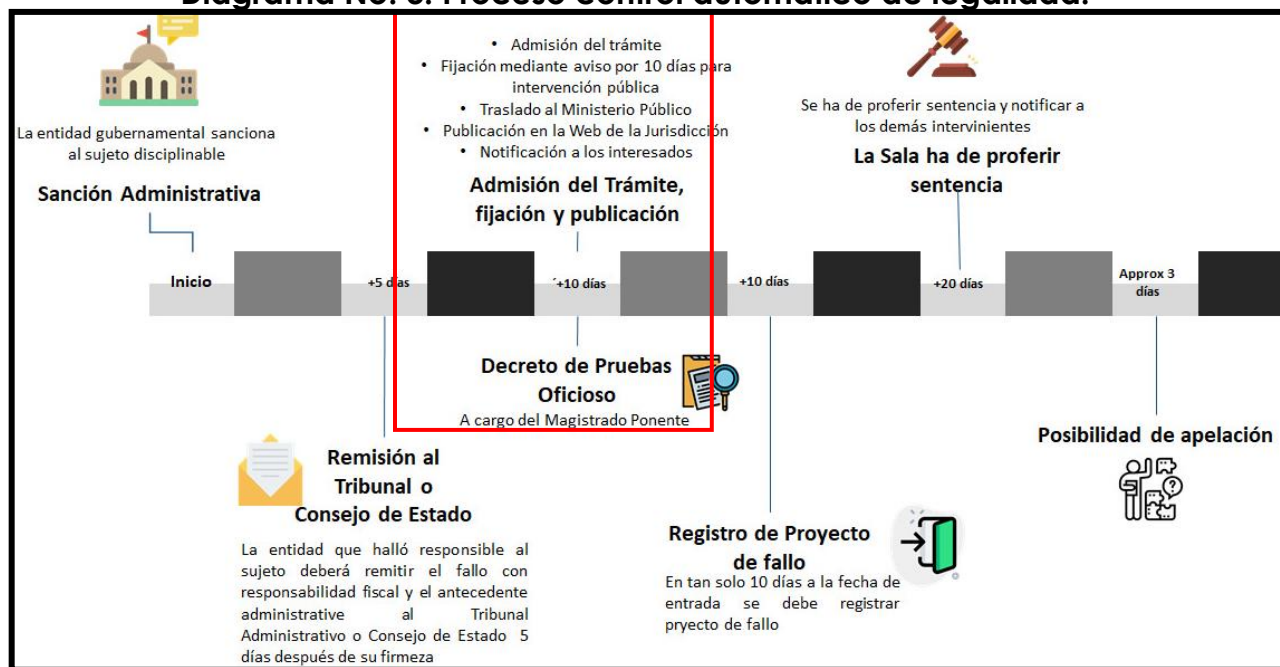 Diagrama No. Proceso Control automático de legalidad.
• Admisión del trámite
• Fijación mediante aviso por 10 días para
intervención pública
• Traslado al Ministerio Público
• Publicación en la Web de la Jurisdicción
• Notificación a los interesados
Admisión del Trámite,
fijación y publicación
La entidad gubernamental sanciona
al sujeto disciplinable
Sanción Administrativa
Se ha de proferir sentencia y notificar a
los demás intervinientes
La Sala ha de proferir
sentencia
Inicio
+5 días
´+10 días
+10 días
+20 días
Approx 3
días
Decreto de Pruebas
Oficioso
A cargo del Magistrado Ponente
Remisión al
Tribunal o
Consejo de Estado
La entidad que halló responsible al
sujeto deberá remitir el fallo con
responsabilidad fiscal y el antecedente
administrative al Tribunal
Administrativo o Consejo de Estado 5
días después de su firmeza
Registro de Proyecto
de fallo
En tan solo 10 días a la fecha de
entrada se debe registrar
pryecto de fallo
Posibilidad de apelación